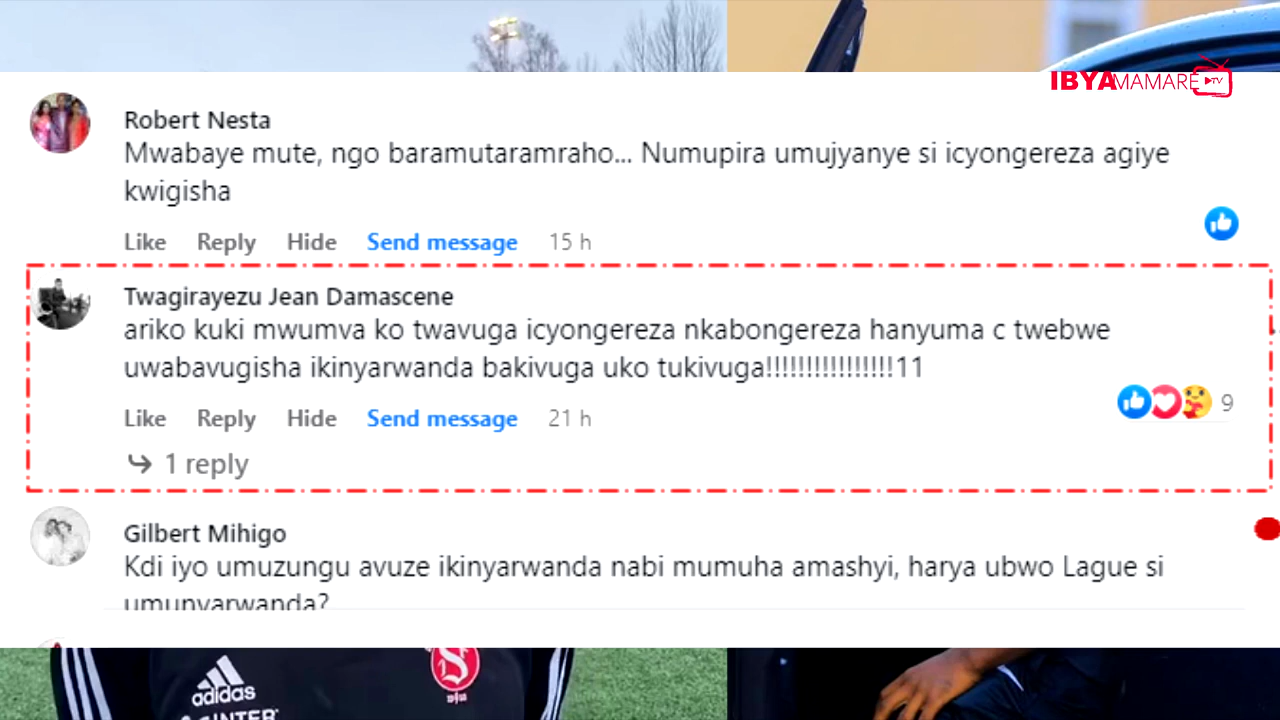 IBYAMAMARE TV
Robert Nesta
Mwabaye mute, ngo baramutaramraho... Numupira umujyanye si icyongereza agiye
kwigisha
Like Reply Hide Send message 15 h
Twagirayezu Jean Damascene
ariko kuki mwumva ko twavuga icyongereza nkabongereza hanyuma c twebwe
uwabavugisha ikinyarwanda bakivuga uko tukivuga!!!!!!!!!!!!!!!!11
9
Like Reply Hide Send message 21 h
1 reply
Gilbert Mihigo
Kdi iyo umuzungu avuze ikinyarwanda nabi mumuha amashyi, harya ubwo Lague si
umunyarwanda?
adidas
INTER
S